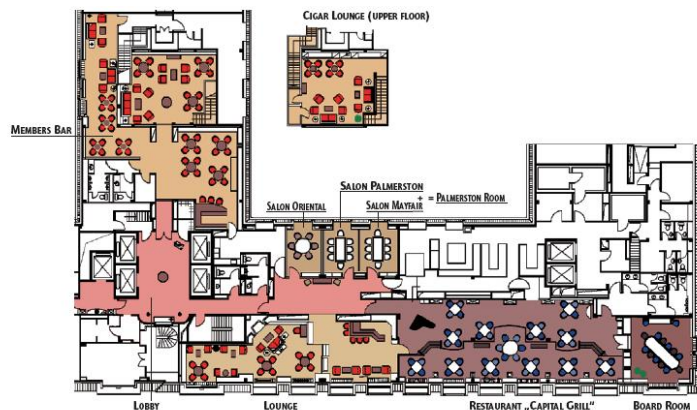 CIGAR LOUNGE (UPPER FLOOR)
MEMBERS BAR
SALON PALMERSTON
SALON ORIENTAL
SALON MAYFAIR
+ = PALMERSTON ROOM
LOBBY
LOUNGE
RESTAURANT „CAPITAL GRILL“
BOARD ROOM